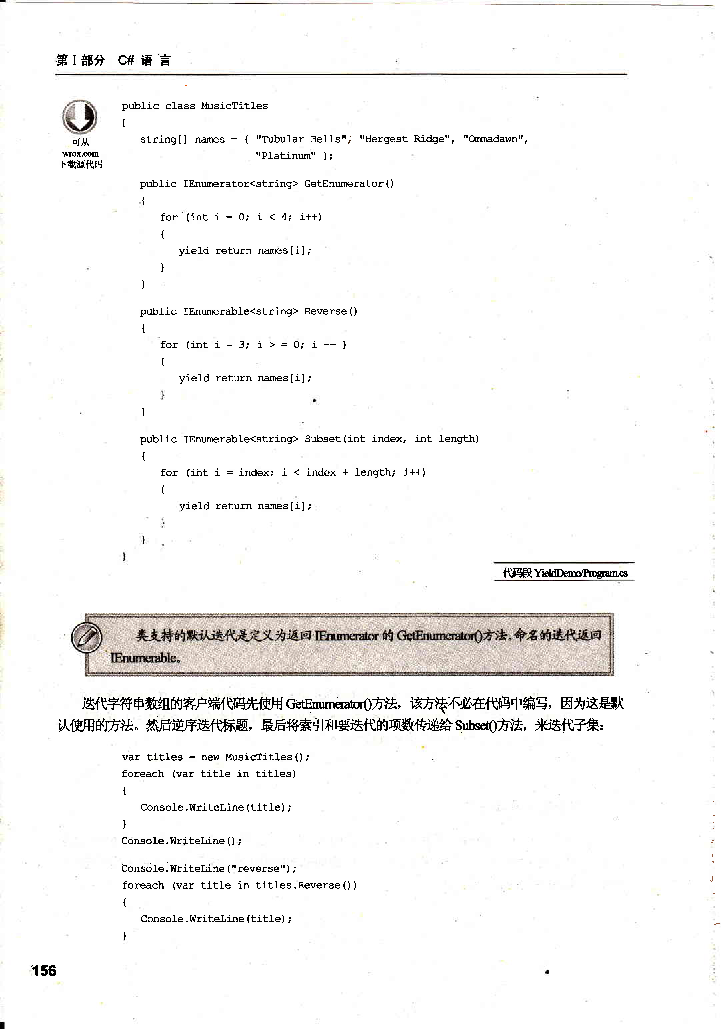 第 I 部分 C# 语 言
可从
wrox.com
下载源代码
public class MusicTitles
{
string[] names = { "Tubular Bells", "Hergest Ridge", "Ommadawn",
"Platinum" };
public IEnumerator<string> GetEnumerator()
{
for (int i = 0; i < 4; i++)
{
yield return names[i];
}
}
public IEnumerable<string> Reverse()
{
for (int i = 3; i > = 0; i -- )
{
yield return names[i];
}
}
public IEnumerable<string> Subset(int index, int length)
{
for (int i = index; i < index + length; i++)
{
yield return names[i];
}
}
}
代码段 YieldDemo/Program.cs
类支持的默认迭代是定义为返回 IEnumerator 的 GetEnumerator()方法。命名的迭代返回
IEnumerable。
迭代字符串数组的客户端代码先使用 GetEnumerator()方法，该方法不必在代码中编写，因为这是默
认使用的方法。然后逆序迭代标题，最后将索引和要迭代的项数传递给 Subset()方法，来迭代子集：
var titles = new MusicTitles();
foreach (var title in titles)
{
Console.WriteLine(title);
}
Console.WriteLine();
Console.WriteLine("reverse");
foreach (var title in titles.Reverse())
{
Console.WriteLine(title);
}
156